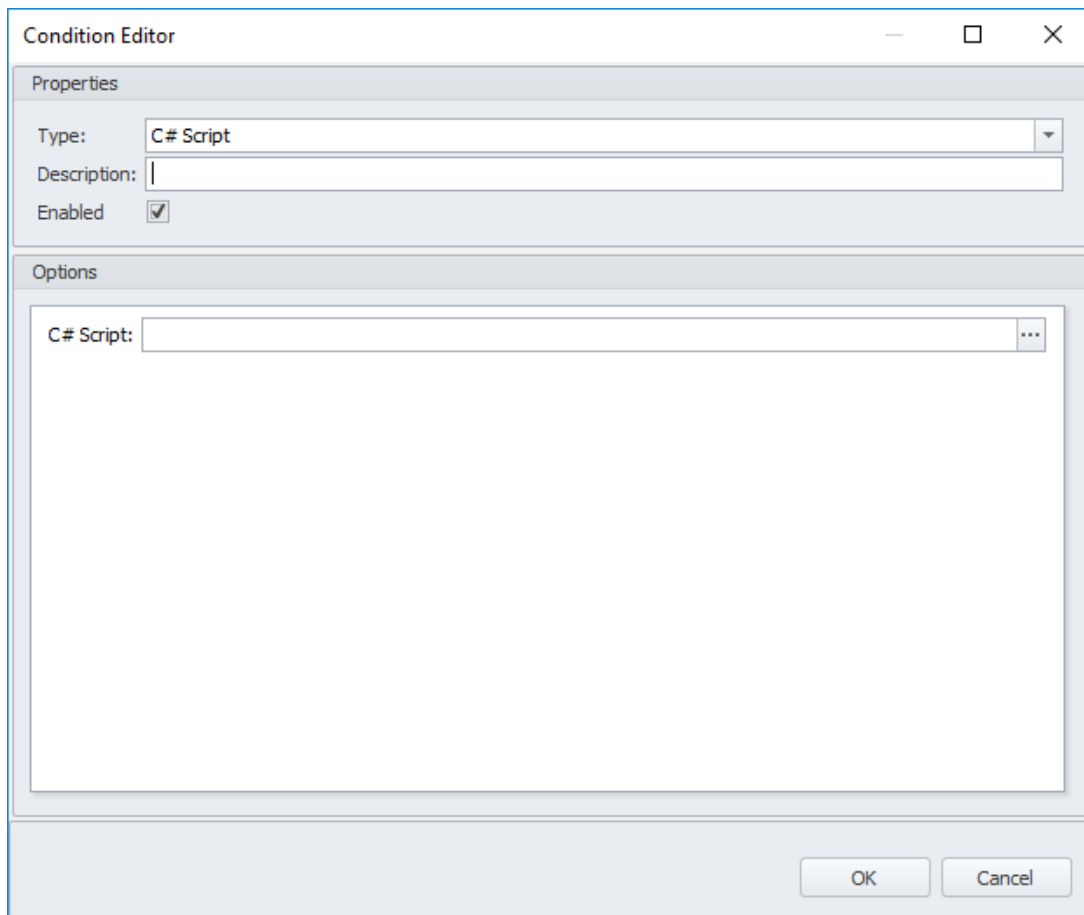 Condition Editor
Properties
Type: C# Script
Description:
Enabled
Options
C# Script: ...
OK Cancel